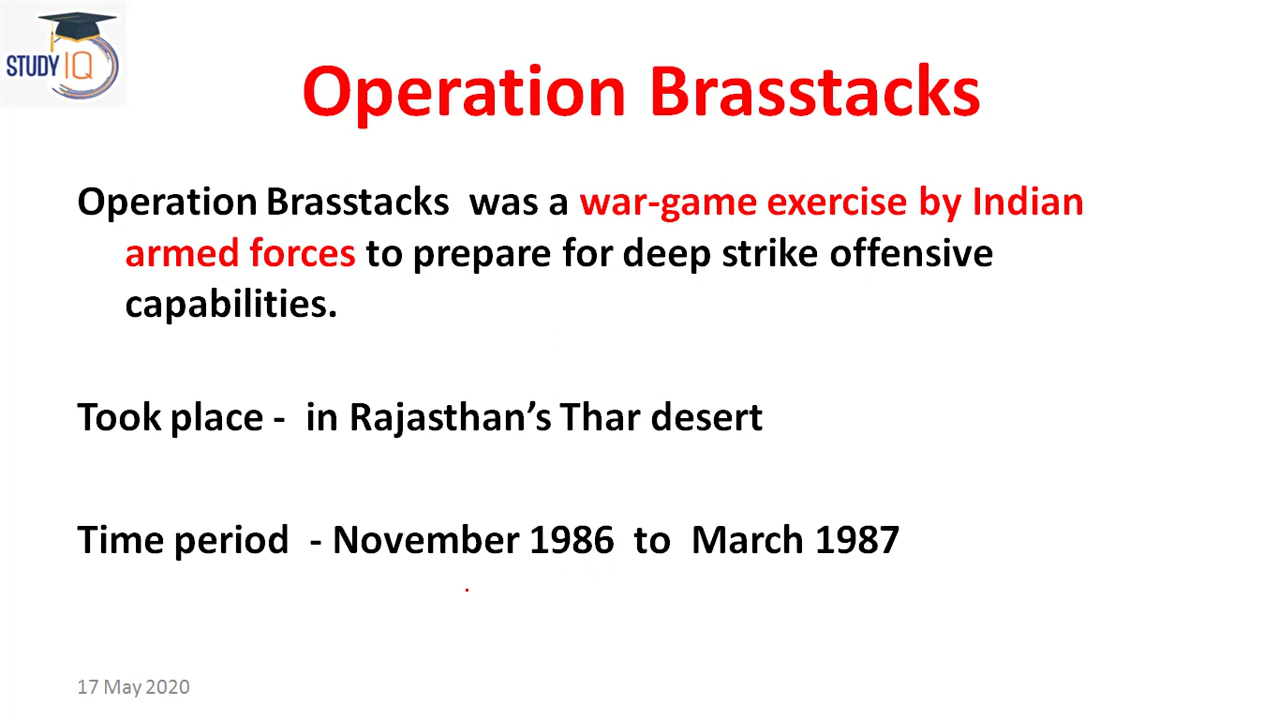 STUDY IQ
Operation Brasstacks
Operation Brasstacks was a war-game exercise by Indian
armed forces to prepare for deep strike offensive
capabilities.
Took place - in Rajasthan’s Thar desert
Time period - November 1986 to March 1987
17 May 2020